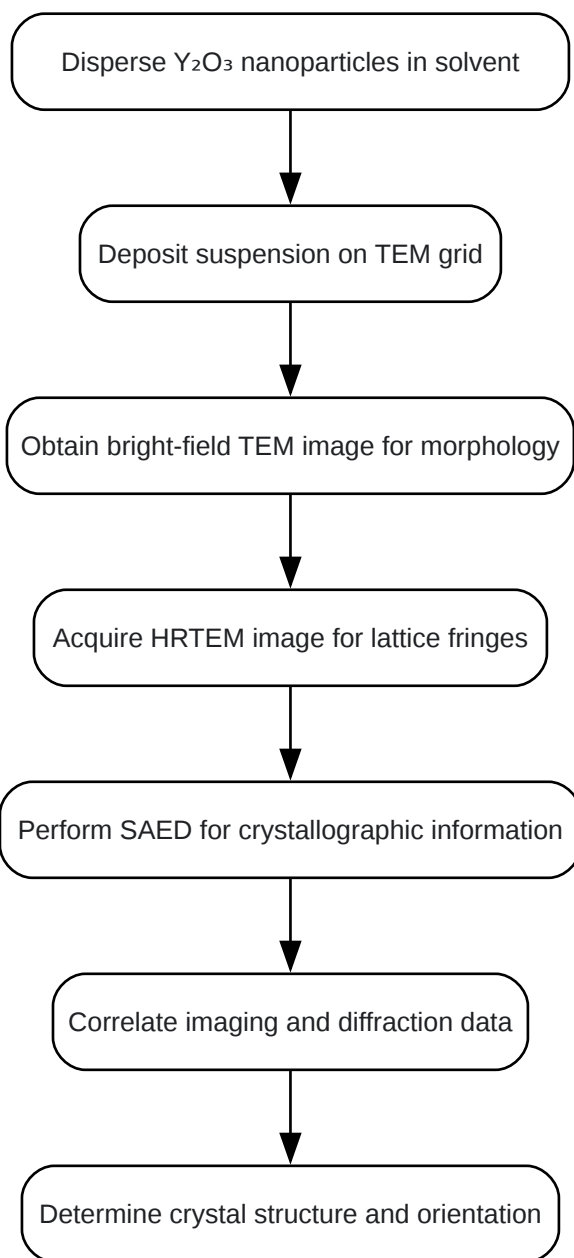 Disperse Y₂O₃ nanoparticles in solvent
Deposit suspension on TEM grid
Obtain bright-field TEM image for morphology
Acquire HRTEM image for lattice fringes
Perform SAED for crystallographic information
Correlate imaging and diffraction data
Determine crystal structure and orientation